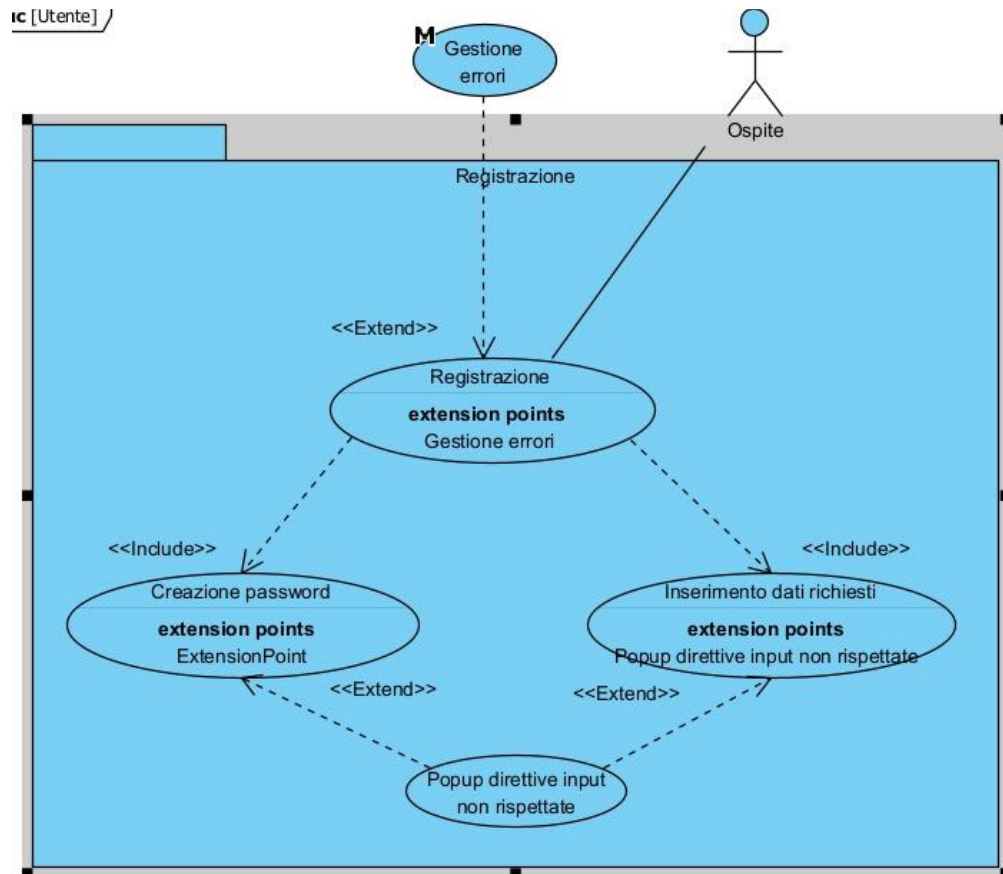 uc [Utente]
M
Gestione
errori
Ospite
Registrazione
<<Extend>>
Registrazione
extension points
Gestione errori
<<Include>>
<<Include>>
Creazione password
extension points
ExtensionPoint
Inserimento dati richiesti
extension points
Popup direttive input non rispettate
<<Extend>>
<<Extend>>
Popup direttive input
non rispettate